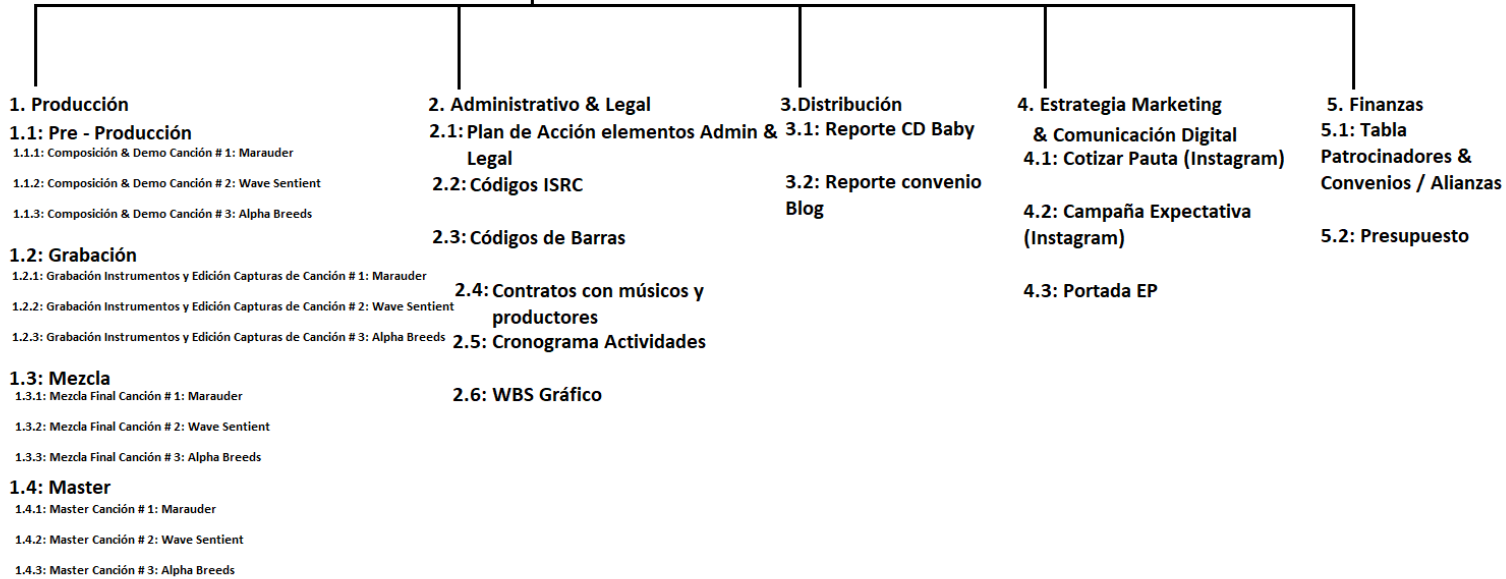 1. Producción
1.1: Pre - Producción
1.1.1: Composición & Demo Canción # 1: Marauder
1.1.2: Composición & Demo Canción # 2: Wave Sentient
1.1.3: Composición & Demo Canción # 3: Alpha Breeds
1.2: Grabación
1.2.1: Grabación Instrumentos y Edición Capturas de Canción # 1: Marauder
1.2.2: Grabación Instrumentos y Edición Capturas de Canción # 2: Wave Sentient
1.2.3: Grabación Instrumentos y Edición Capturas de Canción # 3: Alpha Breeds
1.3: Mezcla
1.3.1: Mezcla Final Canción # 1: Marauder
1.3.2: Mezcla Final Canción # 2: Wave Sentient
1.3.3: Mezcla Final Canción # 3: Alpha Breeds
1.4: Master
1.4.1: Master Canción # 1: Marauder
1.4.2: Master Canción # 2: Wave Sentient
1.4.3: Master Canción # 3: Alpha Breeds
2. Administrativo & Legal
2.1: Plan de Acción elementos Admin &
Legal
2.2: Códigos ISRC
2.3: Códigos de Barras
2.4: Contratos con músicos y
productores
2.5: Cronograma Actividades
2.6: WBS Gráfico
3.Distribución
3.1: Reporte CD Baby
3.2: Reporte convenio
Blog
4. Estrategia Marketing
& Comunicación Digital
4.1: Cotizar Pauta (Instagram)
4.2: Campaña Expectativa
(Instagram)
4.3: Portada EP
5. Finanzas
5.1: Tabla
Patrocinadores &
Convenios / Alianzas
5.2: Presupuesto